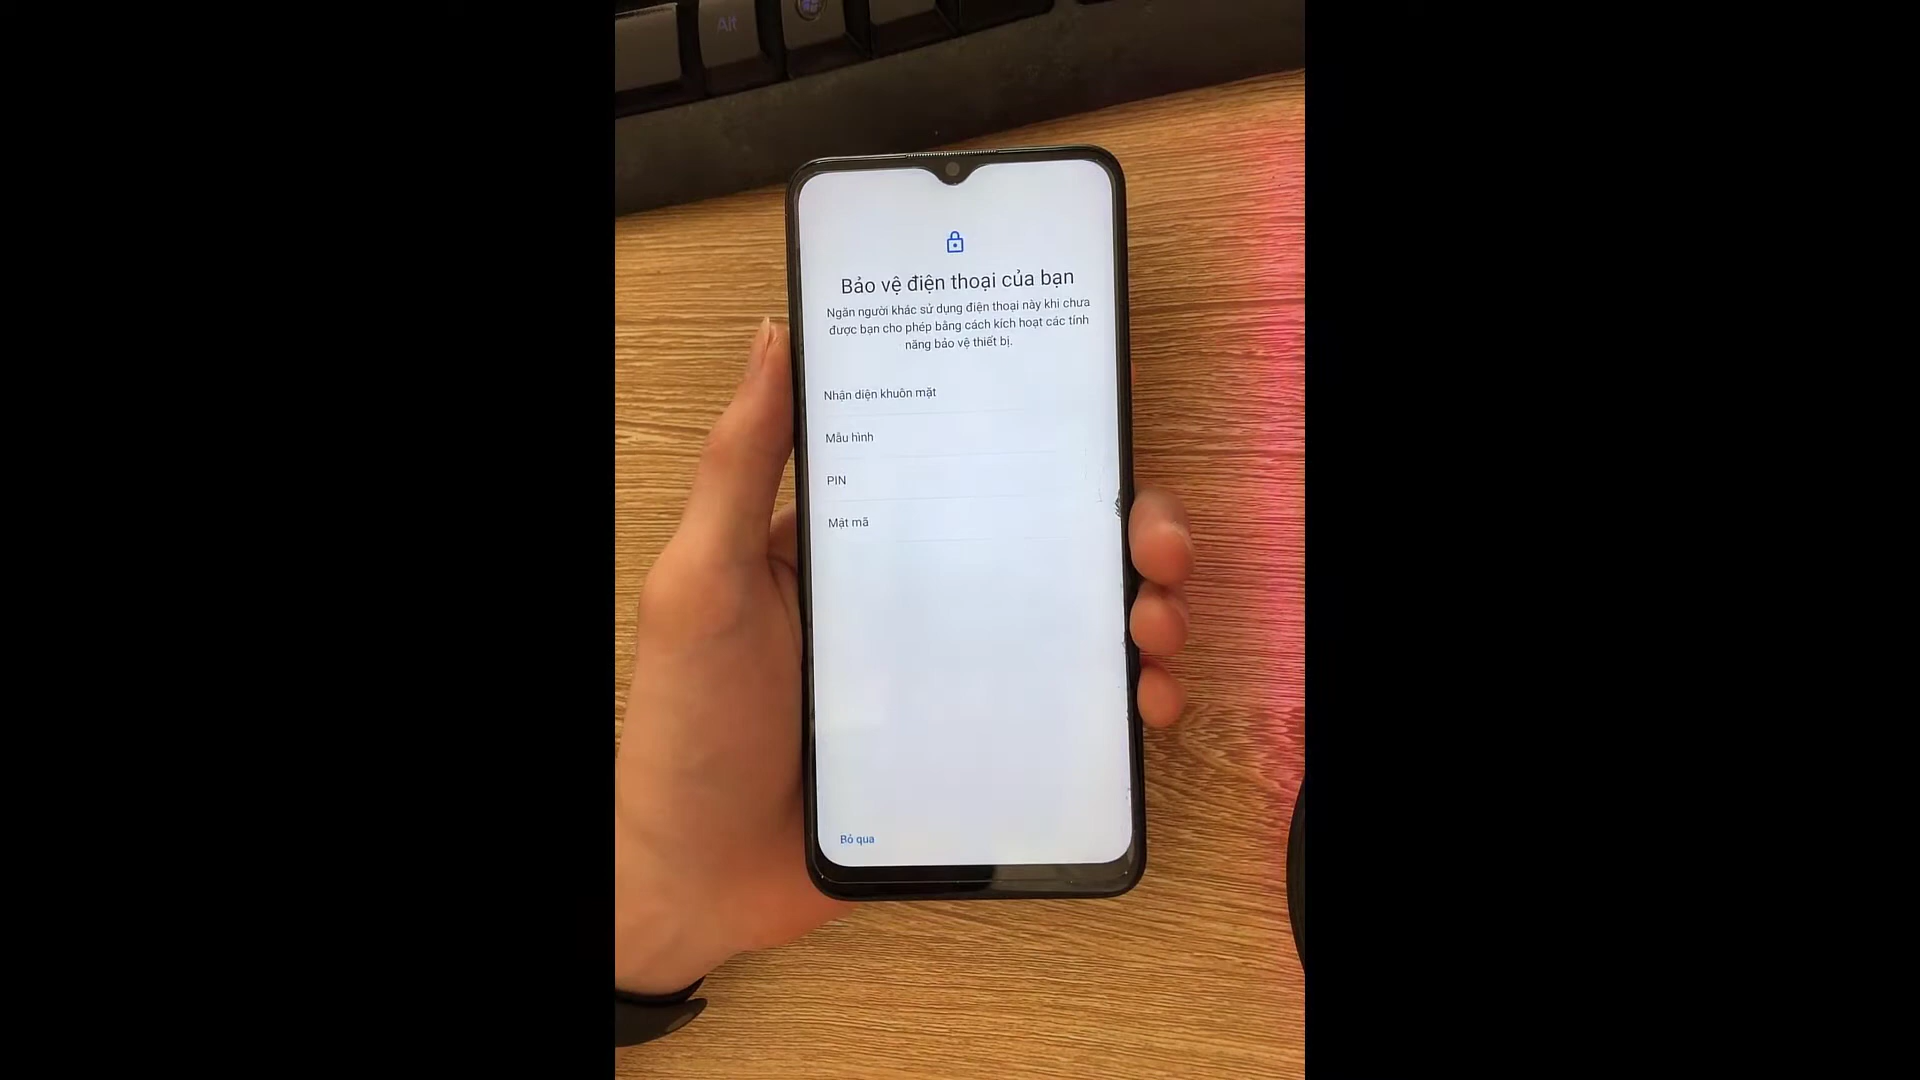 Alt
Bảo vệ điện thoại của bạn
Ngăn người khác sử dụng điện thoại này khi chưa
được bạn cho phép bằng cách kích hoạt các tính
năng bảo vệ thiết bị.
Nhận diện khuôn mặt
Mẫu hình
PIN
Mật mã
Bỏ qua